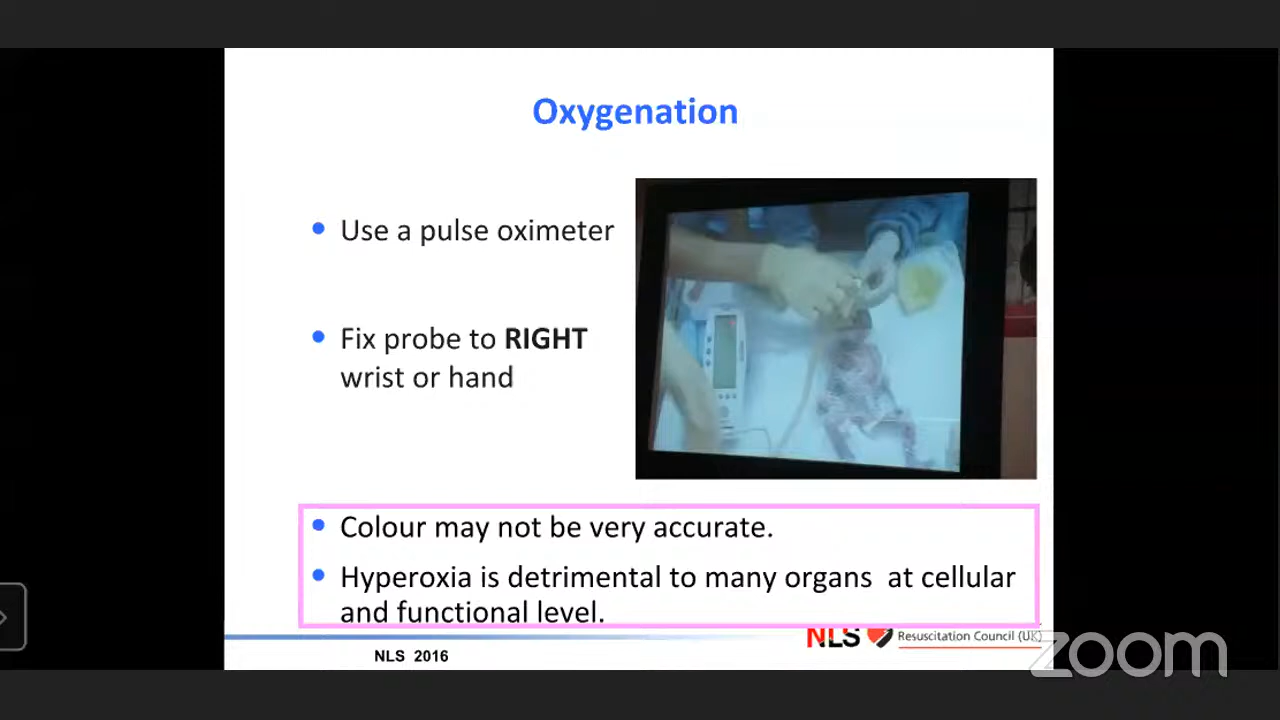 Oxygenation
Use a pulse oximeter
Fix probe to RIGHT
wrist or hand
Colour may not be very accurate.
Hyperoxia is detrimental to many organs at cellular
and functional level.
NLS Resuscitation Council (UK)
NLS 2016
zoom